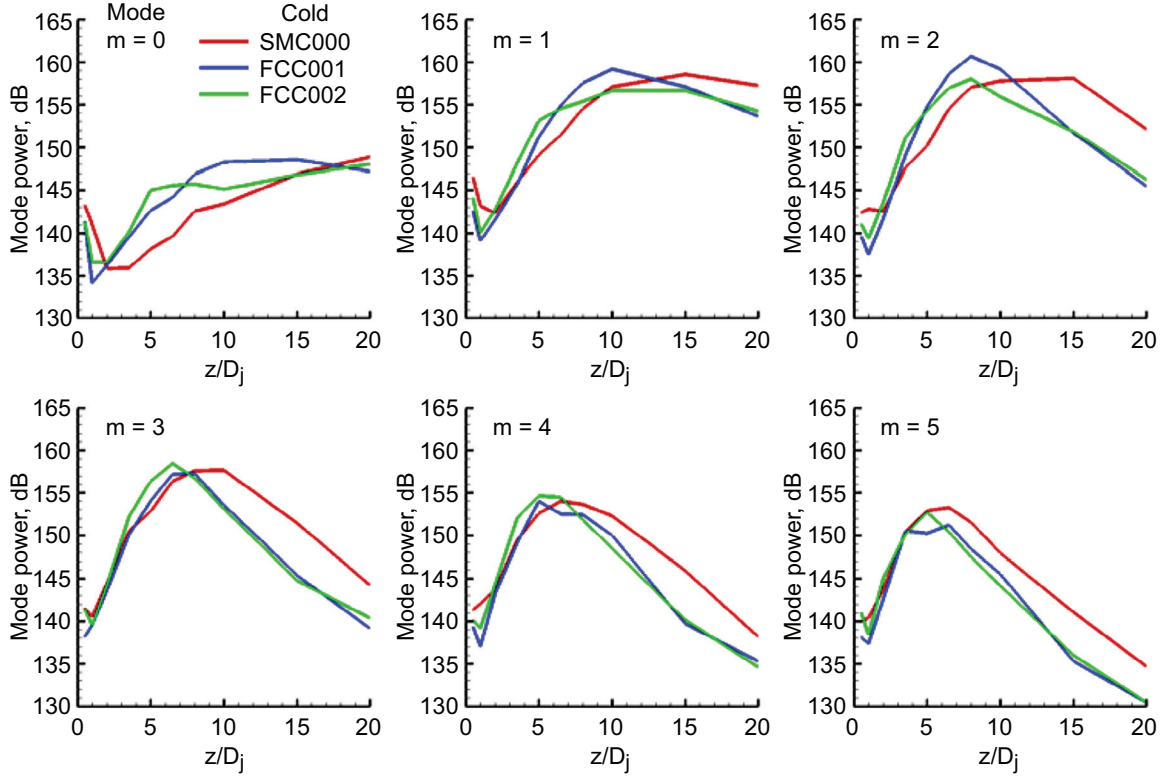 Mode
m = 0
Cold
SMC000
FCC001
FCC002
Mode power, dB
165
160
155
150
145
140
135
130
0 5 10 15 20
z/Dj
m = 1
Mode power, dB
165
160
155
150
145
140
135
130
0 5 10 15 20
z/Dj
m = 2
Mode power, dB
165
160
155
150
145
140
135
130
0 5 10 15 20
z/Dj
m = 3
Mode power, dB
165
160
155
150
145
140
135
130
0 5 10 15 20
z/Dj
m = 4
Mode power, dB
165
160
155
150
145
140
135
130
0 5 10 15 20
z/Dj
m = 5
Mode power, dB
165
160
155
150
145
140
135
130
0 5 10 15 20
z/Dj